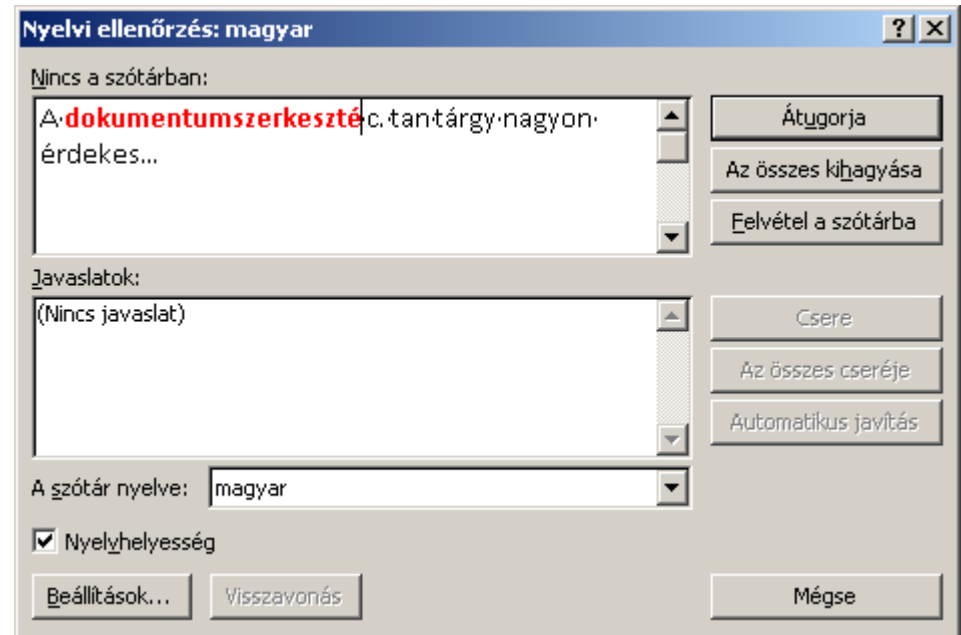 Nyelvi ellenőrzés: magyar
Nincs a szótárban:
A·dokumentumszerkeszté·c.·tantárgy·nagyon·
érdekes...
Átugorja
Az összes kihagyása
Felvétel a szótárba
Javaslatok:
(Nincs javaslat)
Csere
Az összes cseréje
Automatikus javítás
A szótár nyelve:
magyar
Nyelvhelyesség
Beállítások...
Visszavonás
Mégse